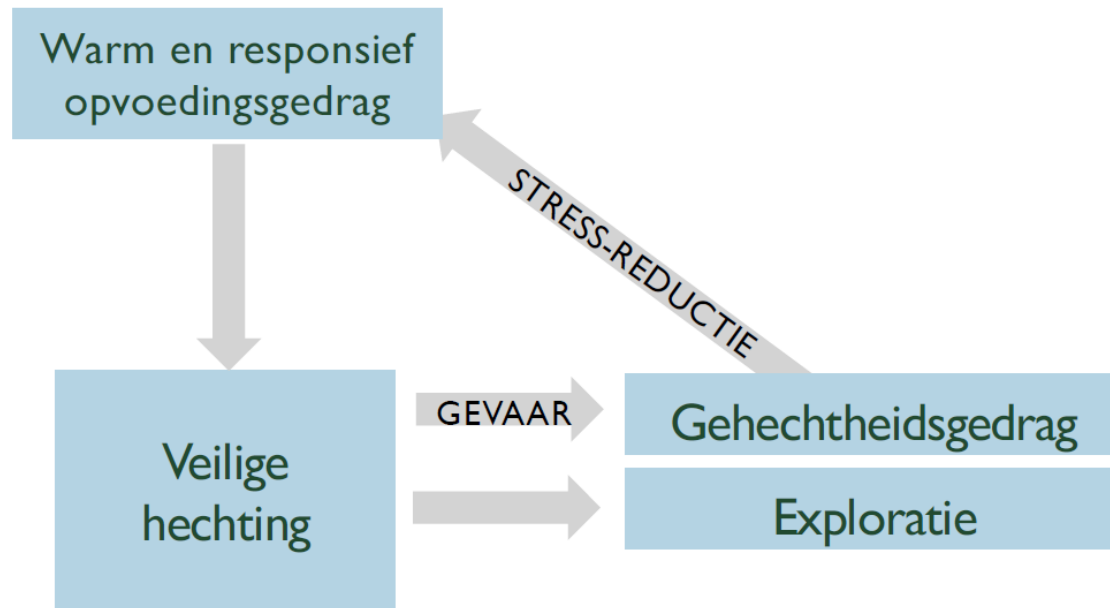 Warm en responsief
opvoedingsgedrag
STRESS-REDUCTIE
GEVAAR
Gehechtheidsgedrag
Veilige
hechting
Exploratie